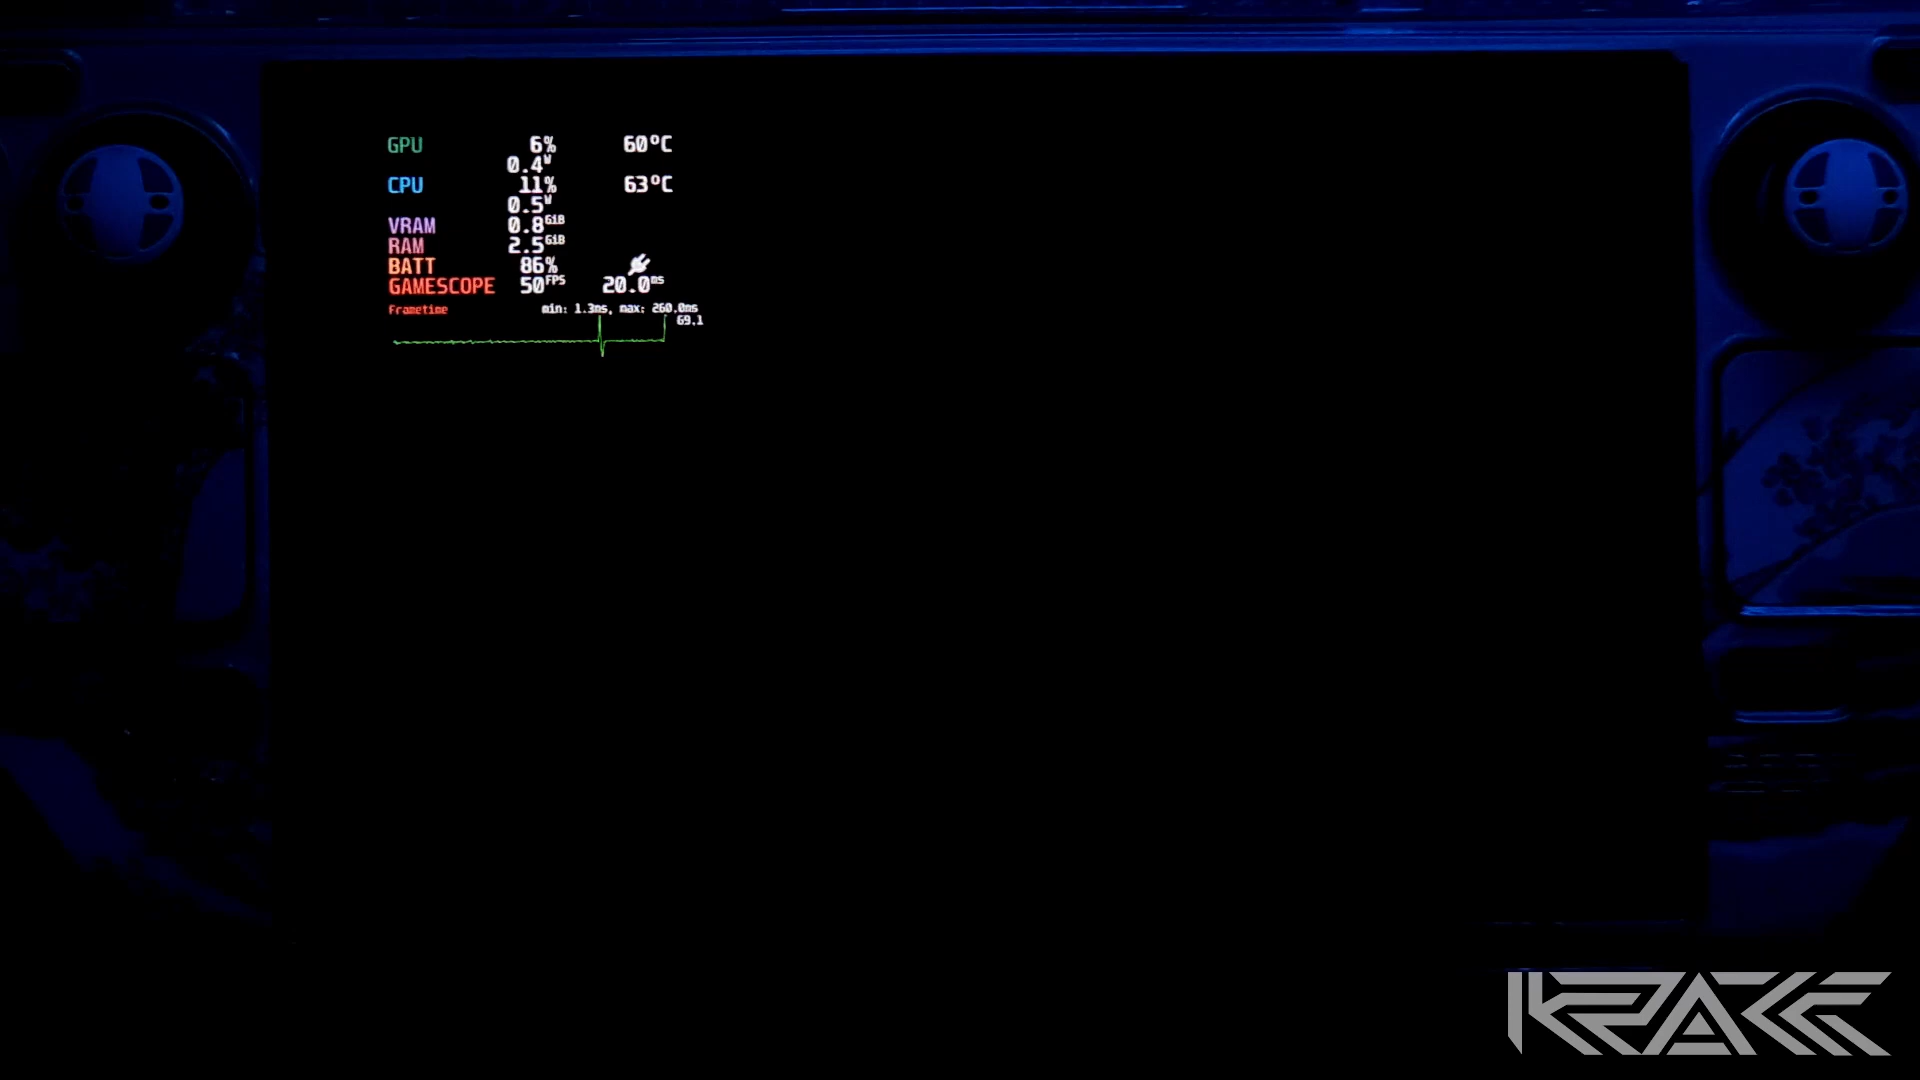 GPU 6% 60°C
0.4W
CPU 11% 63°C
0.5W
VRAM 0.8GiB
RAM 2.5GiB
BATT 86%
GAMESCOPE 50FPS 20.0ms
Frametime min: 1.3ms, max: 260.0ms
69.1